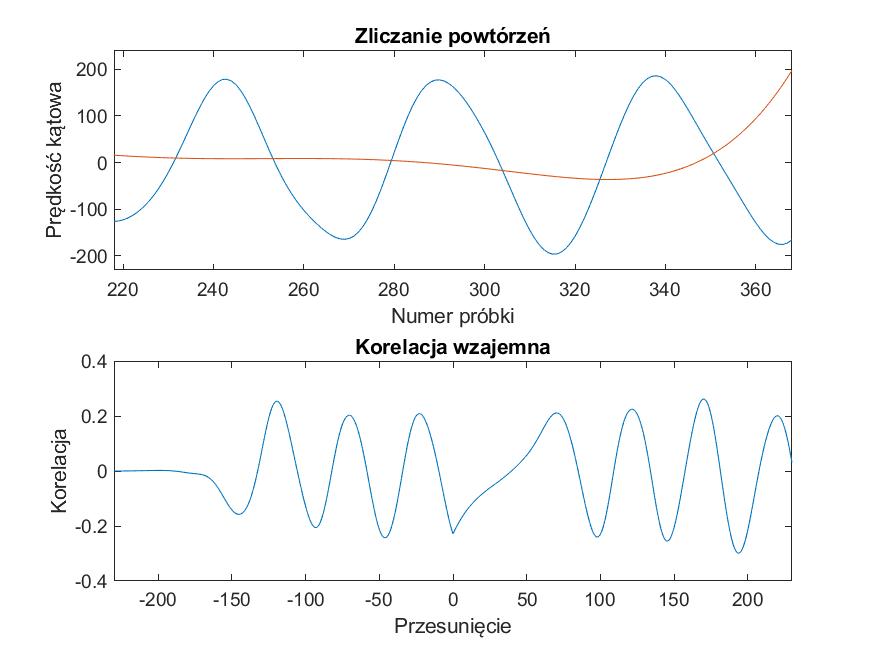 Zliczanie powtórzeń
Prędkość kątowa
200
100
0
-100
-200
220 240 260 280 300 320 340 360
Numer próbki
Korelacja wzajemna
Korelacja
0.4
0.2
0
-0.2
-0.4
-200 -150 -100 -50 0 50 100 150 200
Przesunięcie